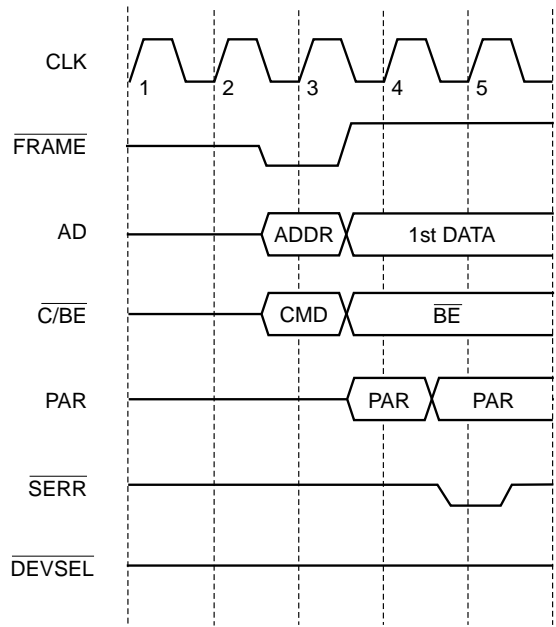 CLK
1 2 3 4 5
FRAME
AD ADDR 1st DATA
C/BE CMD BE
PAR PAR PAR
SERR
DEVSEL